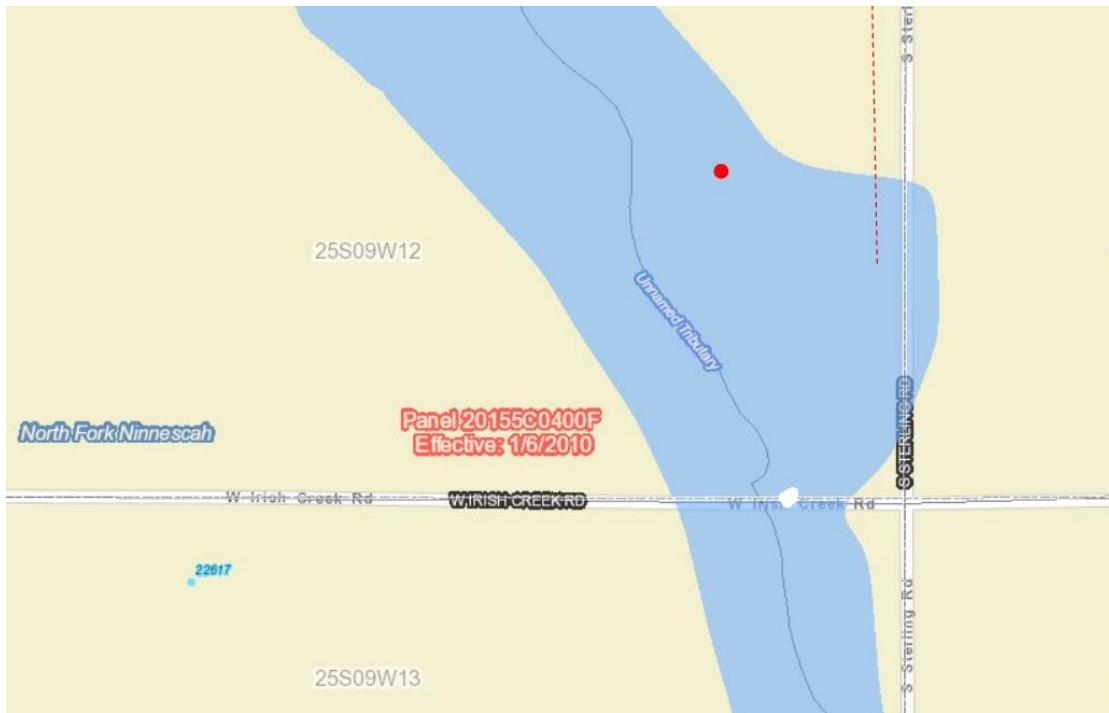 S Sterl
25S09W12
Unnamed Tributary
Panel 20155C0400F
Effective: 1/6/2010
North Fork Ninnescah
S STERLING RD
W Irish Creek Rd
W IRISH CREEK RD
W Irish Creek Rd
22617
S Sterling Rd
25S09W13